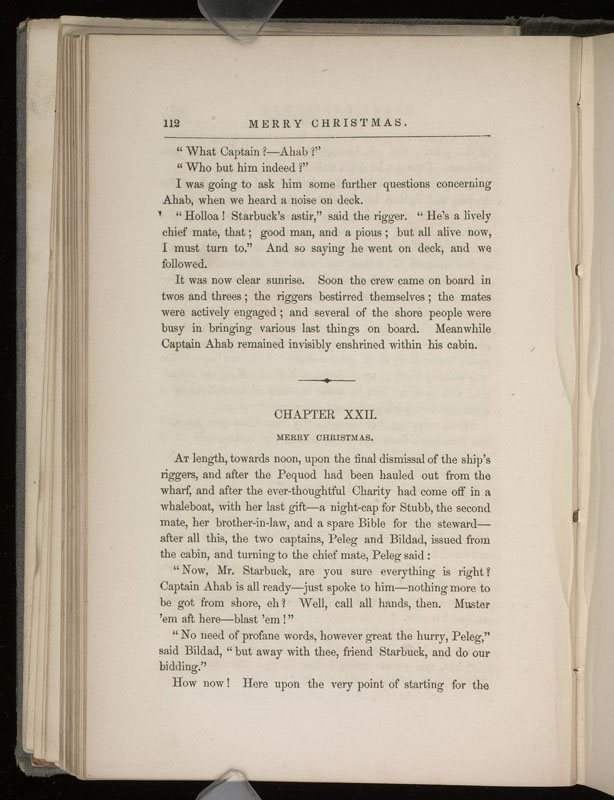 112 MERRY CHRISTMAS.
“ What Captain ?—Ahab ?”
“ Who but him indeed ?”
I was going to ask him some further questions concerning
Ahab, when we heard a noise on deck.
“ Holloa ! Starbuck’s astir,” said the rigger. “ He’s a lively
chief mate, that ; good man, and a pious ; but all alive now,
I must turn to.” And so saying he went on deck, and we
followed.
It was now clear sunrise. Soon the crew came on board in
twos and threes ; the riggers bestirred themselves ; the mates
were actively engaged ; and several of the shore people were
busy in bringing various last things on board. Meanwhile
Captain Ahab remained invisibly enshrined within his cabin.
CHAPTER XXII.
MERRY CHRISTMAS.
AT length, towards noon, upon the final dismissal of the ship’s
riggers, and after the Pequod had been hauled out from the
wharf, and after the ever-thoughtful Charity had come off in a
whaleboat, with her last gift—a night-cap for Stubb, the second
mate, her brother-in-law, and a spare Bible for the steward—
after all this, the two captains, Peleg and Bildad, issued from
the cabin, and turning to the chief mate, Peleg said :
“ Now, Mr. Starbuck, are you sure everything is right ?
Captain Ahab is all ready—just spoke to him—nothing more to
be got from shore, eh ? Well, call all hands, then. Muster
’em aft here—blast ’em !”
“ No need of profane words, however great the hurry, Peleg,”
said Bildad, “ but away with thee, friend Starbuck, and do our
bidding.”
How now ! Here upon the very point of starting for the